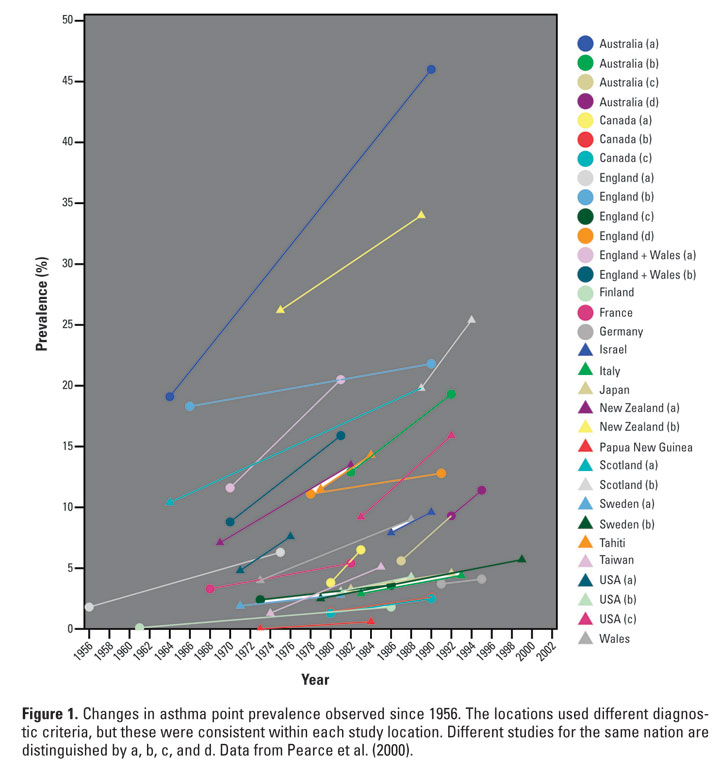 50
45
40
35
30
25
20
15
10
5
0
Prevalence (%)
1956 1958 1960 1962 1964 1966 1968 1970 1972 1974 1976 1978 1980 1982 1984 1986 1988 1990 1992 1994 1996 1998 2000 2002
Year
Australia (a)
Australia (b)
Australia (c)
Australia (d)
Canada (a)
Canada (b)
Canada (c)
England (a)
England (b)
England (c)
England (d)
England + Wales (a)
England + Wales (b)
Finland
France
Germany
Israel
Italy
Japan
New Zealand (a)
New Zealand (b)
Papua New Guinea
Scotland (a)
Scotland (b)
Sweden (a)
Sweden (b)
Tahiti
Taiwan
USA (a)
USA (b)
USA (c)
Wales
Figure 1. Changes in asthma point prevalence observed since 1956. The locations used different diagnos-
tic criteria, but these were consistent within each study location. Different studies for the same nation are
distinguished by a, b, c, and d. Data from Pearce et al. (2000).